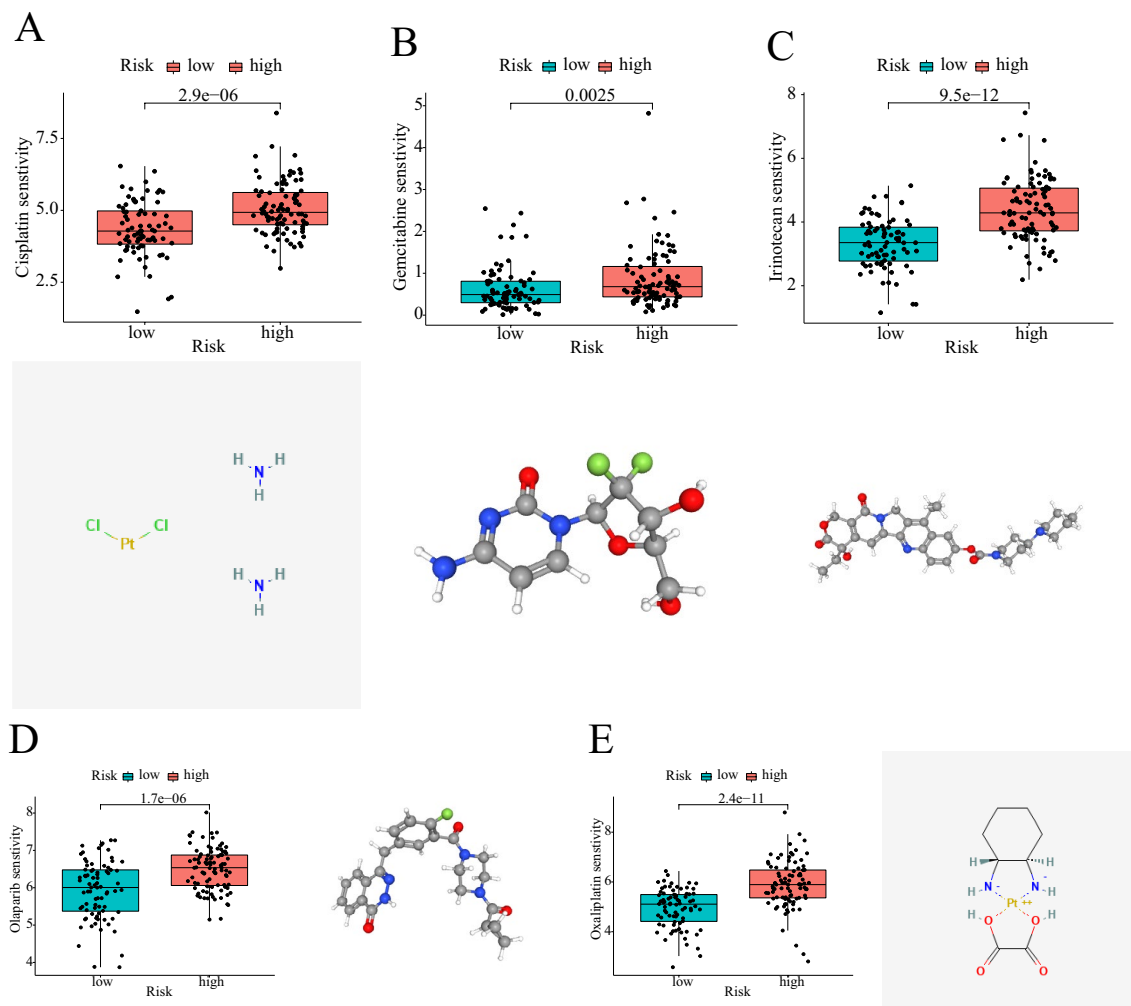 A
Risk low high
2.9e−06
Cisplatin senstivity
7.5
5.0
2.5
low high
Risk
B
Risk low high
0.0025
Gemcitabine senstivity
5
4
3
2
1
0
low high
Risk
C
Risk low high
9.5e−12
Irinotecan senstivity
8
6
4
2
low high
Risk
H H
N
H
Cl Cl
Pt
H H
N
H
D
Risk low high
1.7e−06
Olaparib senstivity
8
7
6
5
4
low high
Risk
E
Risk low high
2.4e−11
Oxaliplatin senstivity
8
6
4
low high
Risk
H H
N - N -
H H
Pt ++
H O O H
O O